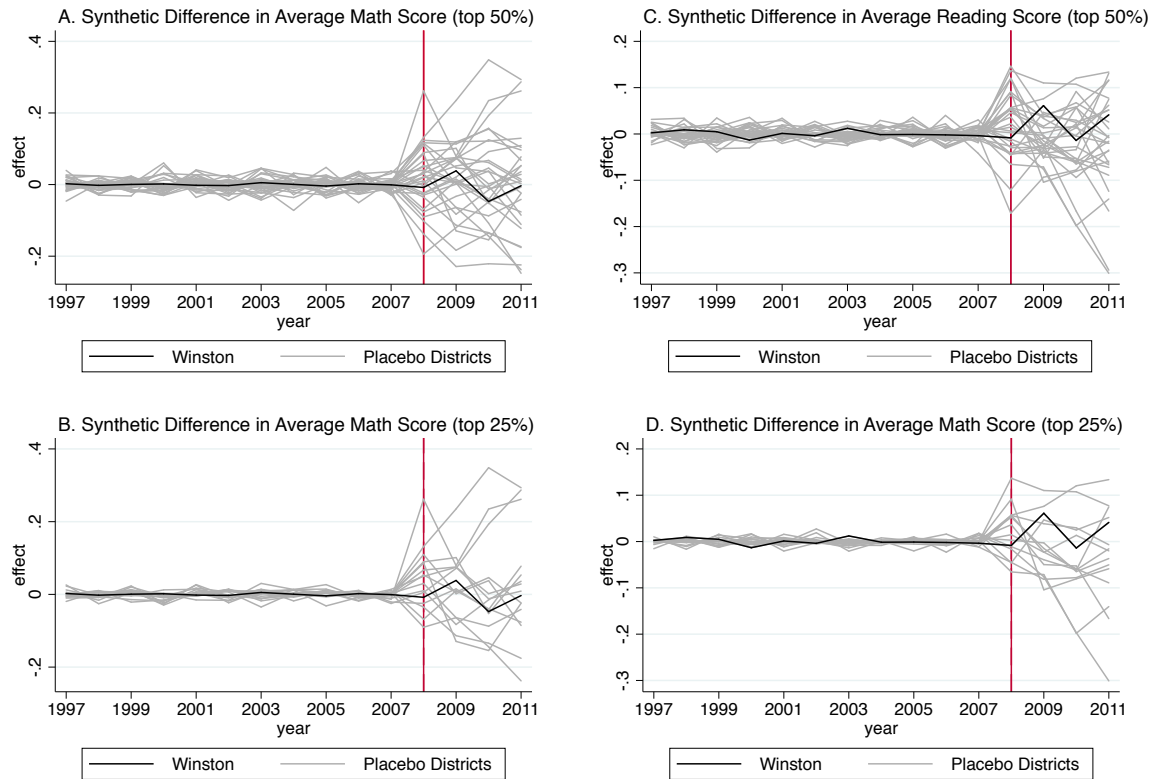 A. Synthetic Difference in Average Math Score (top 50%)
effect
.4
.2
0
-.2
1997 1999 2001 2003 2005 2007 2009 2011
year
Winston Placebo Districts
C. Synthetic Difference in Average Reading Score (top 50%)
effect
.2
.1
0
-.1
-.2
-.3
1997 1999 2001 2003 2005 2007 2009 2011
year
Winston Placebo Districts
B. Synthetic Difference in Average Math Score (top 25%)
effect
.4
.2
0
-.2
1997 1999 2001 2003 2005 2007 2009 2011
year
Winston Placebo Districts
D. Synthetic Difference in Average Math Score (top 25%)
effect
.2
.1
0
-.1
-.2
-.3
1997 1999 2001 2003 2005 2007 2009 2011
year
Winston Placebo Districts